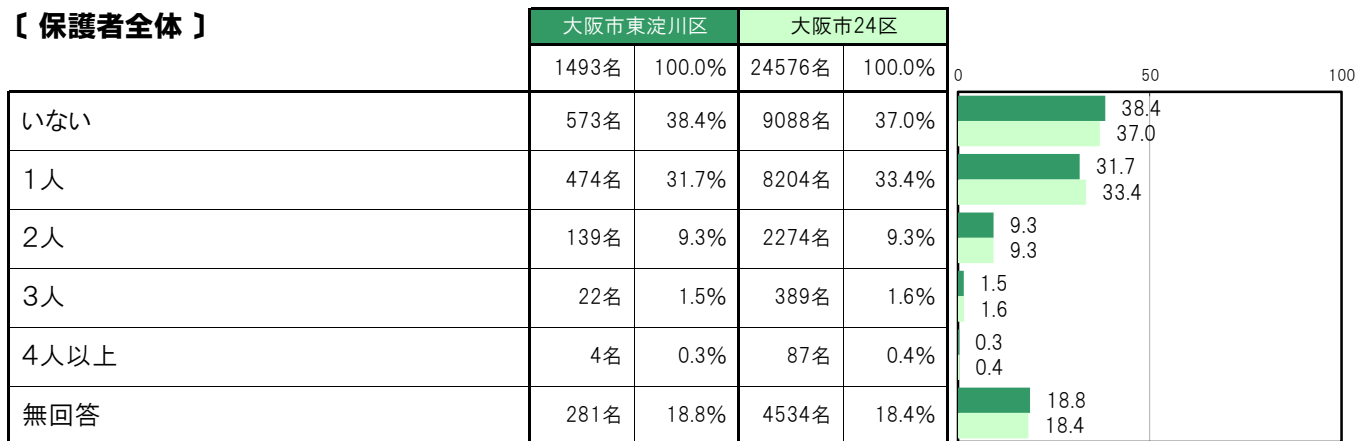 〔 保護者全体 〕
大阪市東淀川区 大阪市24区
1493名 100.0% 24576名 100.0%
0 50 100
いない 573名 38.4% 9088名 37.0% 38.4
37.0
1人 474名 31.7% 8204名 33.4% 31.7
33.4
2人 139名 9.3% 2274名 9.3% 9.3
9.3
3人 22名 1.5% 389名 1.6% 1.5
1.6
4人以上 4名 0.3% 87名 0.4% 0.3
0.4
無回答 281名 18.8% 4534名 18.4% 18.8
18.4